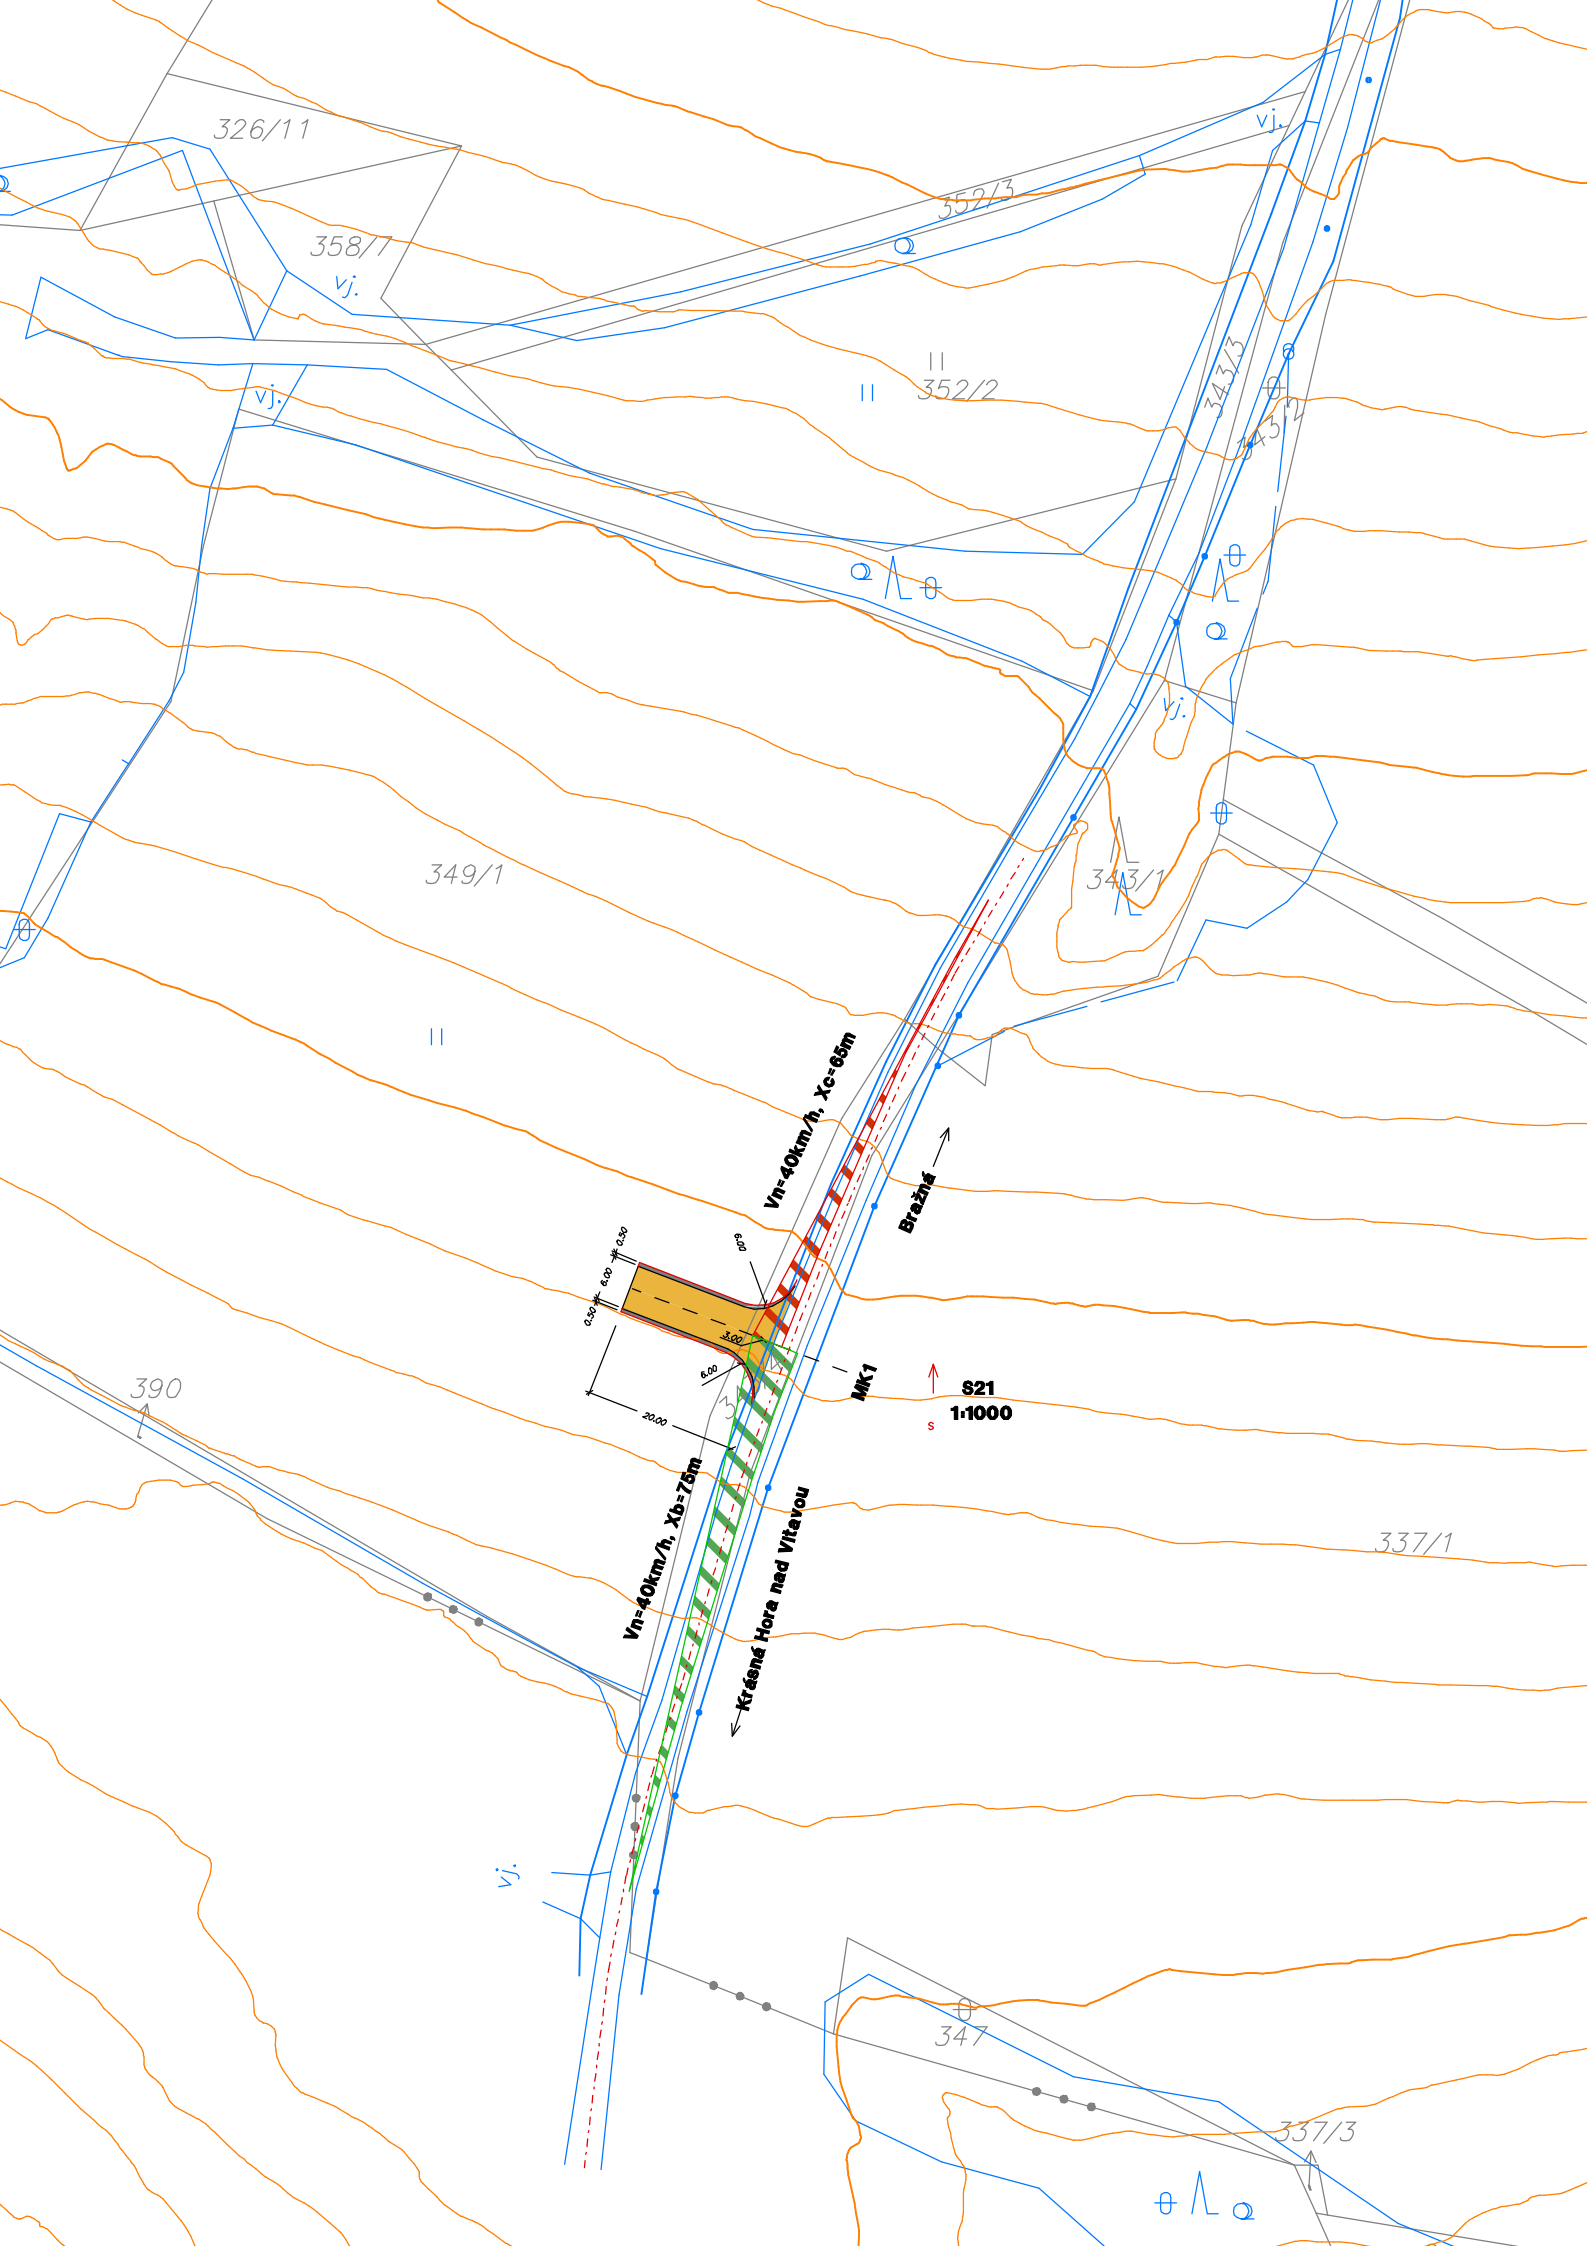 326/11
vj.
352/3
358/7
vj.
343/3
352/2
vj.
343/2
vj.
349/1
343/1
Vn=40km/h, Xc=65m
Bražná
0.50
6.00
0.50
6.00
3.00
6.00
20.00
MK1
S21
1:1000
s
390
Vn=40km/h, Xb=75m
Krásná Hora nad Vltavou
337/1
vj.
347
337/3